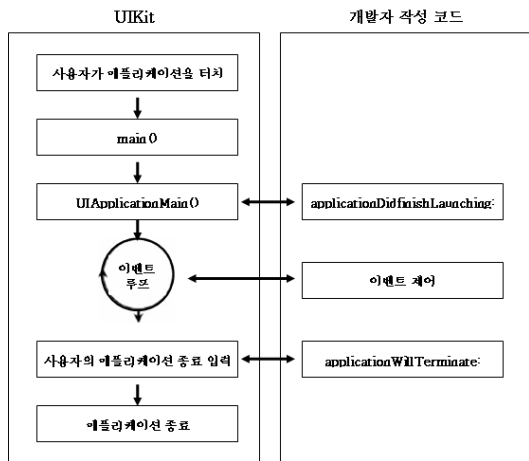 UIKit
개발자 작성 코드
사용자가 애플리케이션을 터치
main()
UIApplicationMain()
applicationDidfinishLaunching:
이벤트
루프
이벤트 제어
사용자의 애플리케이션 종료 입력
applicationWillTerminate:
애플리케이션 종료